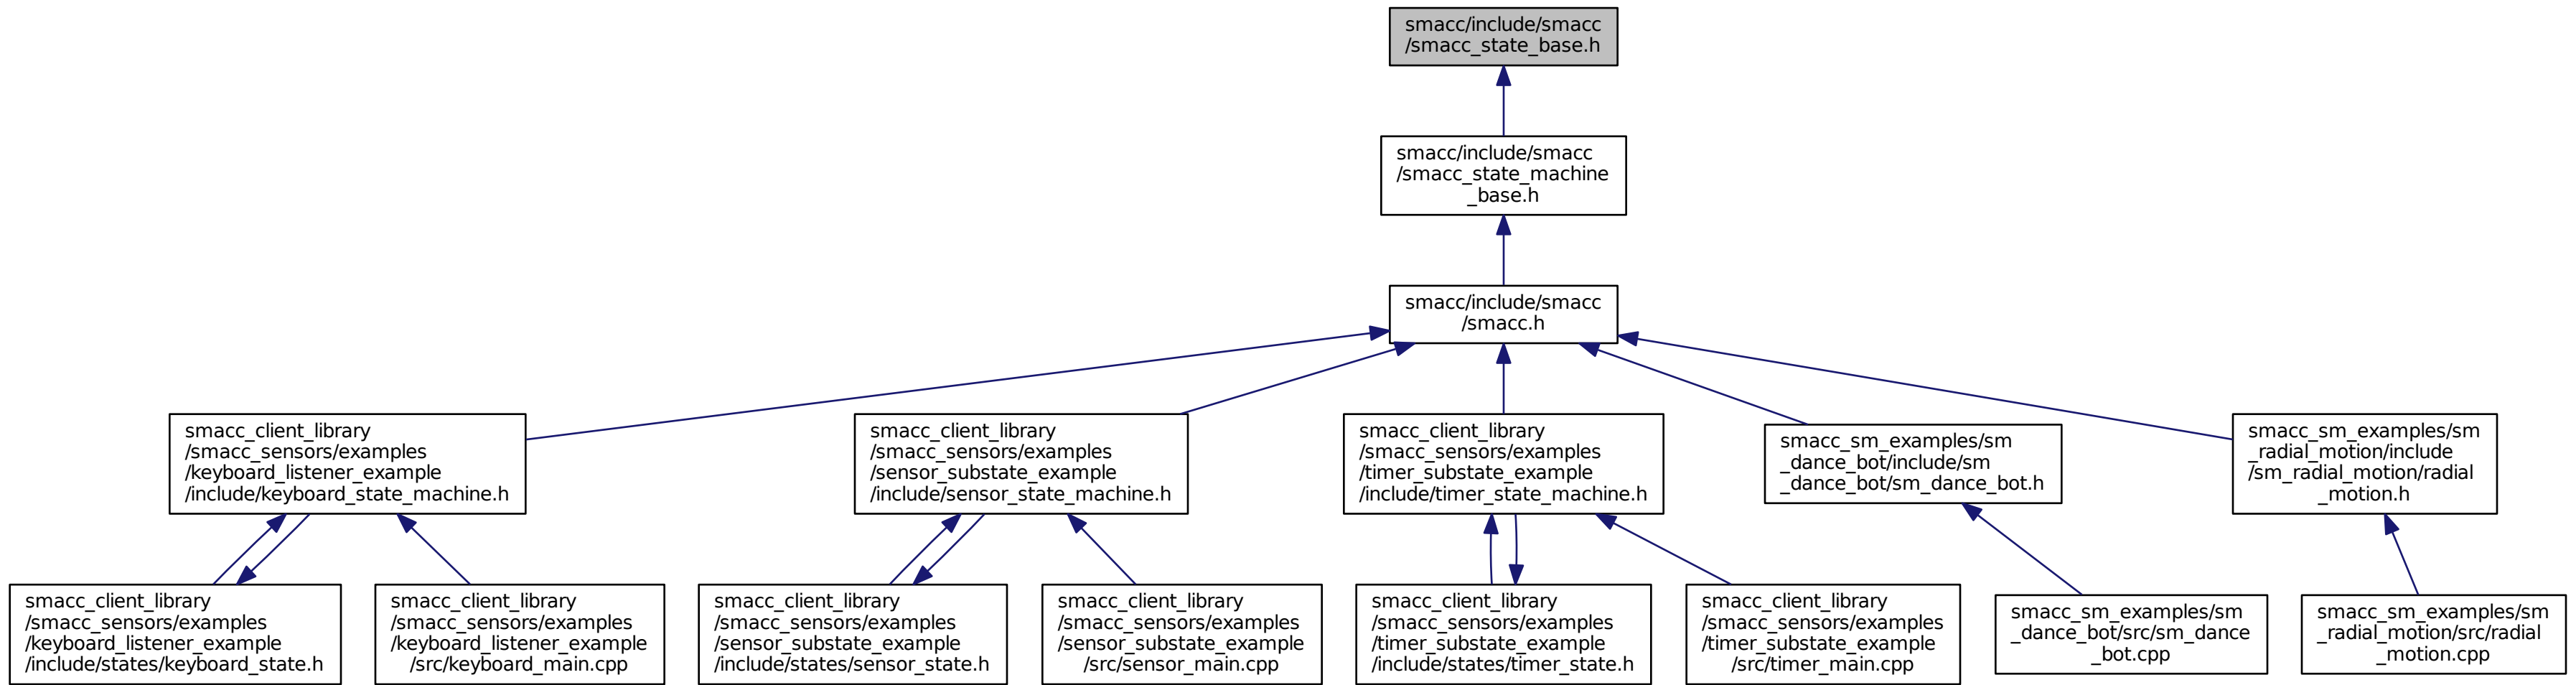 smacc/include/smacc
/smacc_state_base.h
smacc/include/smacc
/smacc_state_machine
_base.h
smacc/include/smacc
/smacc.h
smacc_client_library
/smacc_sensors/examples
/keyboard_listener_example
/include/keyboard_state_machine.h
smacc_client_library
/smacc_sensors/examples
/sensor_substate_example
/include/sensor_state_machine.h
smacc_client_library
/smacc_sensors/examples
/timer_substate_example
/include/timer_state_machine.h
smacc_sm_examples/sm
_dance_bot/include/sm
_dance_bot/sm_dance_bot.h
smacc_sm_examples/sm
_radial_motion/include
/sm_radial_motion/radial
_motion.h
smacc_client_library
/smacc_sensors/examples
/keyboard_listener_example
/include/states/keyboard_state.h
smacc_client_library
/smacc_sensors/examples
/keyboard_listener_example
/src/keyboard_main.cpp
smacc_client_library
/smacc_sensors/examples
/sensor_substate_example
/include/states/sensor_state.h
smacc_client_library
/smacc_sensors/examples
/sensor_substate_example
/src/sensor_main.cpp
smacc_client_library
/smacc_sensors/examples
/timer_substate_example
/include/states/timer_state.h
smacc_client_library
/smacc_sensors/examples
/timer_substate_example
/src/timer_main.cpp
smacc_sm_examples/sm
_dance_bot/src/sm_dance
_bot.cpp
smacc_sm_examples/sm
_radial_motion/src/radial
_motion.cpp